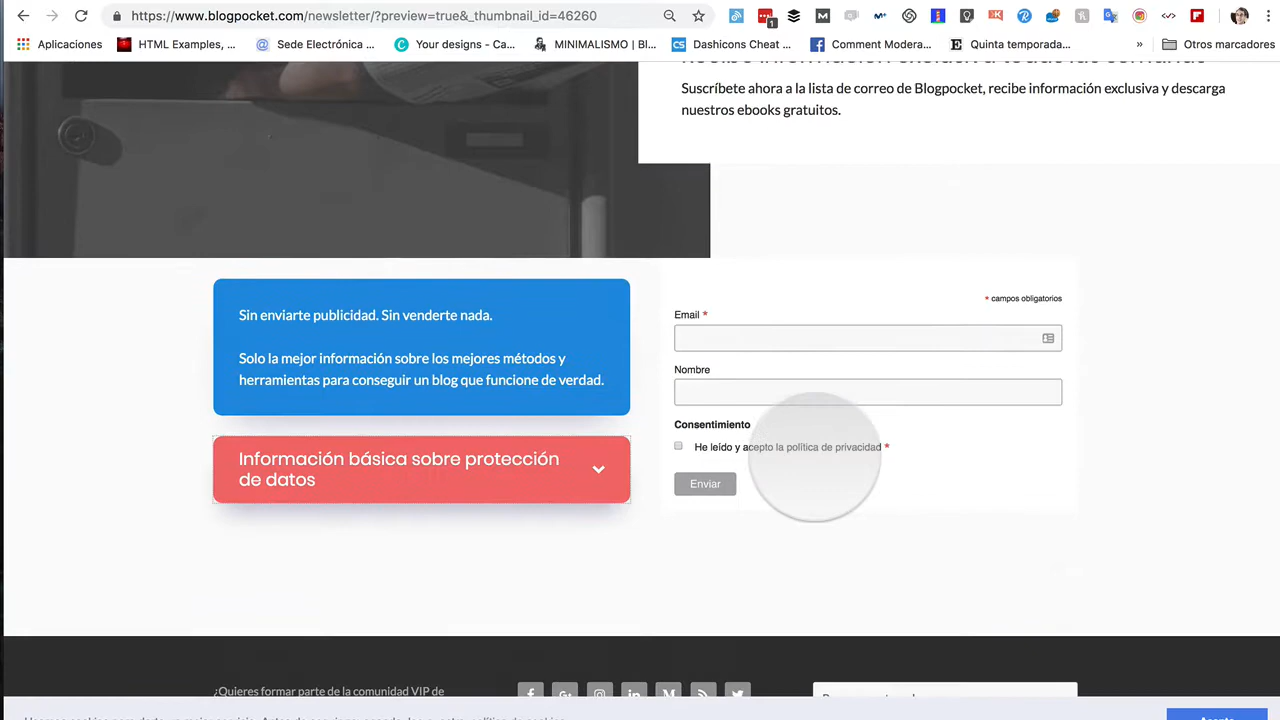 https://www.blogpocket.com/newsletter/?preview=true&_thumbnail_id=46260
1
Aplicaciones
HTML Examples, ...
Sede Electrónica ...
Your designs - Ca...
MINIMALISMO | Bl...
Dashicons Cheat ...
Comment Modera...
Quinta temporada...
»
Otros marcadores
Suscríbete ahora a la lista de correo de Blogpocket, recibe información exclusiva y descarga
nuestros ebooks gratuitos.
Sin enviarte publicidad. Sin venderte nada.
Solo la mejor información sobre los mejores métodos y
herramientas para conseguir un blog que funcione de verdad.
Información básica sobre protección
de datos
* campos obligatorios
Email *
Nombre
Consentimiento
He leído y acepto la política de privacidad *
Enviar
¿Quieres formar parte de la comunidad VIP de